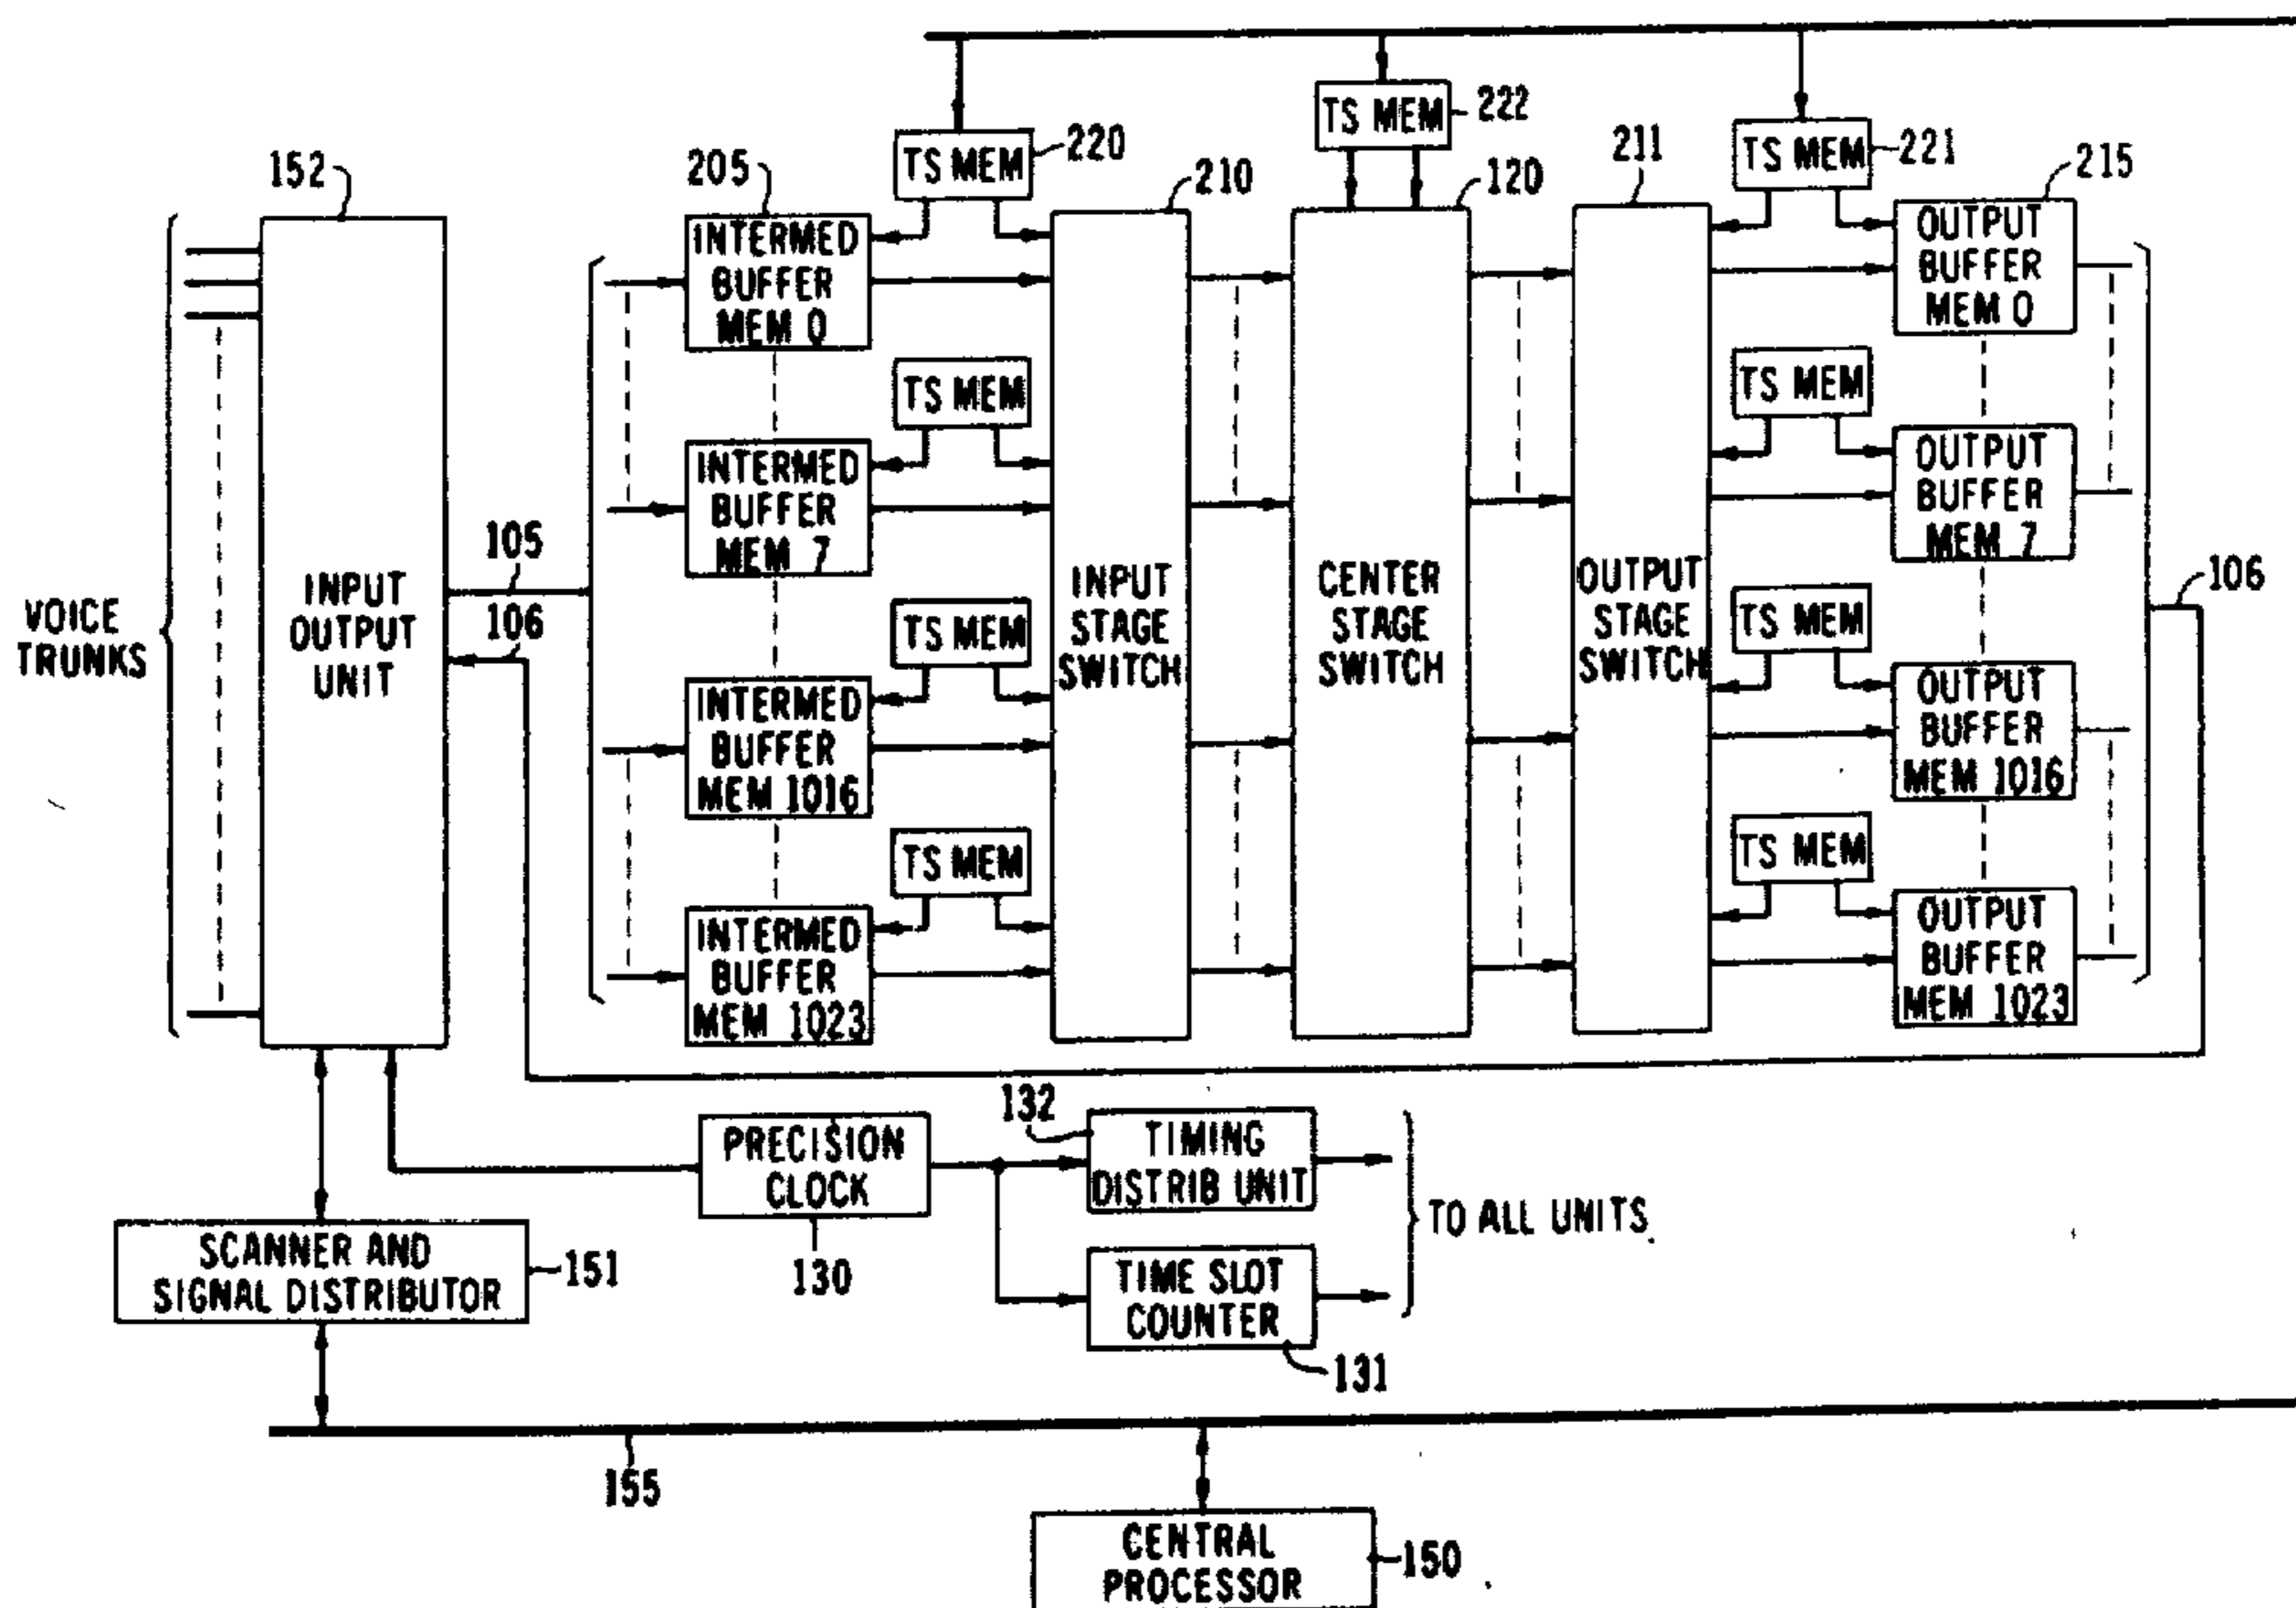 TS MEM
222
TS MEM
220
TS MEM
221
152
205
210
120
211
215
INTERMED
BUFFER
MEM 0
OUTPUT
BUFFER
MEM 0
TS MEM
TS MEM
INTERMED
BUFFER
MEM 7
OUTPUT
BUFFER
MEM 7
105
106
VOICE
TRUNKS
INPUT
OUTPUT
UNIT
INPUT
STAGE
SWITCH
CENTER
STAGE
SWITCH
OUTPUT
STAGE
SWITCH
106
TS MEM
TS MEM
INTERMED
BUFFER
MEM 1016
OUTPUT
BUFFER
MEM 1016
TS MEM
TS MEM
INTERMED
BUFFER
MEM 1023
OUTPUT
BUFFER
MEM 1023
132
PRECISION
CLOCK
130
TIMING
DISTRIB UNIT
TO ALL UNITS
SCANNER AND
SIGNAL DISTRIBUTOR
151
TIME SLOT
COUNTER
131
155
CENTRAL
PROCESSOR
150